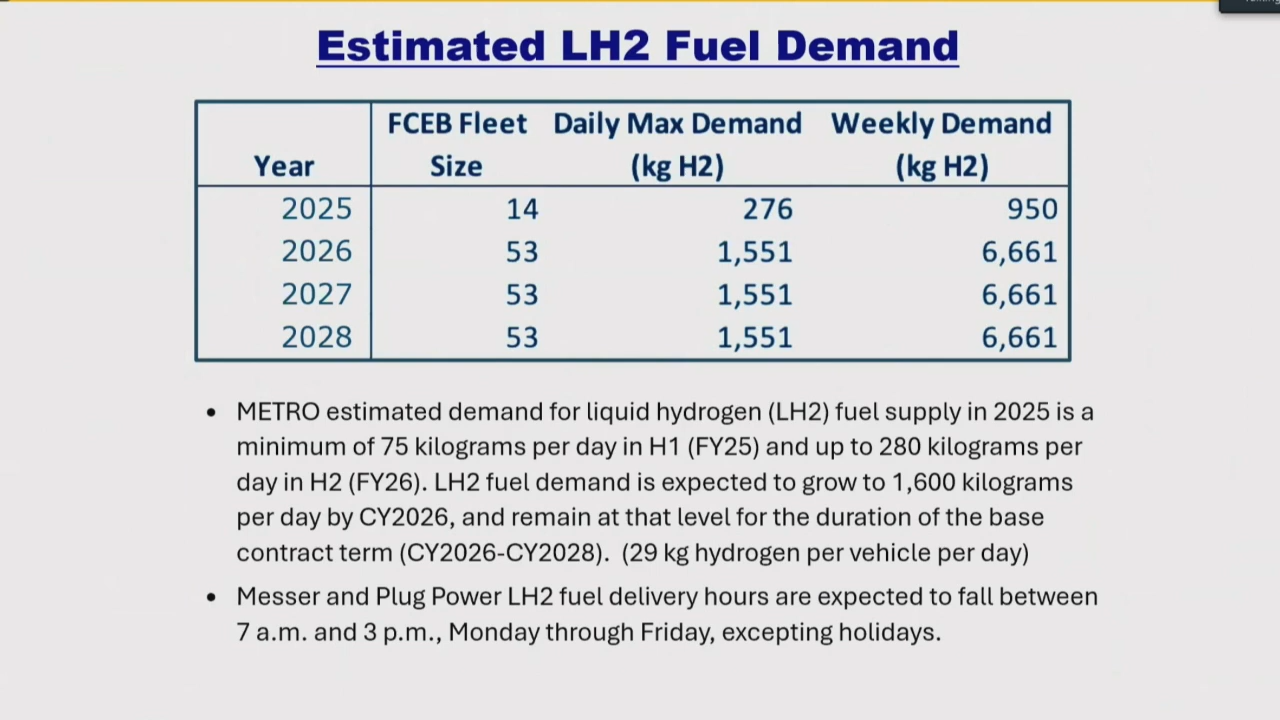 Estimated LH2 Fuel Demand
FCEB Fleet Daily Max Demand Weekly Demand
Year Size (kg H2) (kg H2)
2025 14 276 950
2026 53 1,551 6,661
2027 53 1,551 6,661
2028 53 1,551 6,661
• METRO estimated demand for liquid hydrogen (LH2) fuel supply in 2025 is a
minimum of 75 kilograms per day in H1 (FY25) and up to 280 kilograms per
day in H2 (FY26). LH2 fuel demand is expected to grow to 1,600 kilograms
per day by CY2026, and remain at that level for the duration of the base
contract term (CY2026-CY2028). (29 kg hydrogen per vehicle per day)
• Messer and Plug Power LH2 fuel delivery hours are expected to fall between
7 a.m. and 3 p.m., Monday through Friday, excepting holidays.